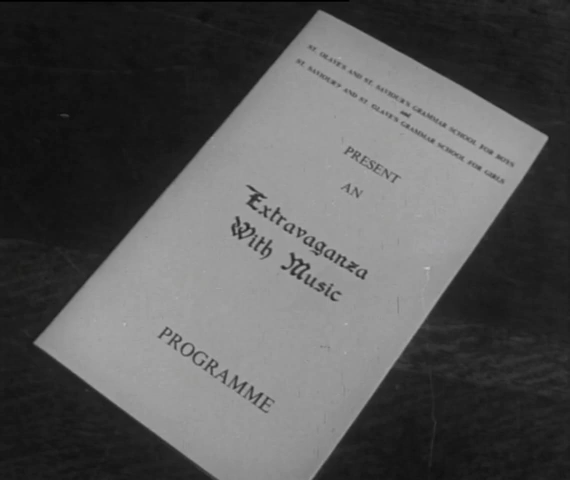 ST. OLAVE'S AND ST. SAVIOUR'S GRAMMAR SCHOOL FOR BOYS
and
ST. SAVIOUR'S AND ST. OLAVE'S GRAMMAR SCHOOL FOR GIRLS
PRESENT
AN
Extravaganza
With Music
PROGRAMME